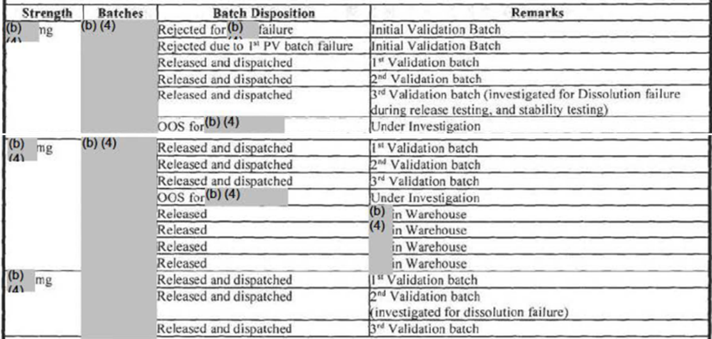 Strength Batches Batch Disposition Remarks
(b) (4) mg (b) (4) Rejected for (b) (4) failure Initial Validation Batch
Rejected due to 1st PV batch failure Initial Validation Batch
Released and dispatched 1st Validation batch
Released and dispatched 2nd Validation batch
Released and dispatched 3rd Validation batch (investigated for Dissolution failure
during release testing, and stability testing)
OOS for (b) (4) Under Investigation
(b) (4) mg (b) (4) Released and dispatched 1st Validation batch
Released and dispatched 2nd Validation batch
Released and dispatched 3rd Validation batch
OOS for (b) (4) Under Investigation
Released (b) (4) in Warehouse
Released in Warehouse
Released in Warehouse
Released in Warehouse
(b) (4) mg Released and dispatched 1st Validation batch
Released and dispatched 2nd Validation batch
(investigated for dissolution failure)
Released and dispatched 3rd Validation batch